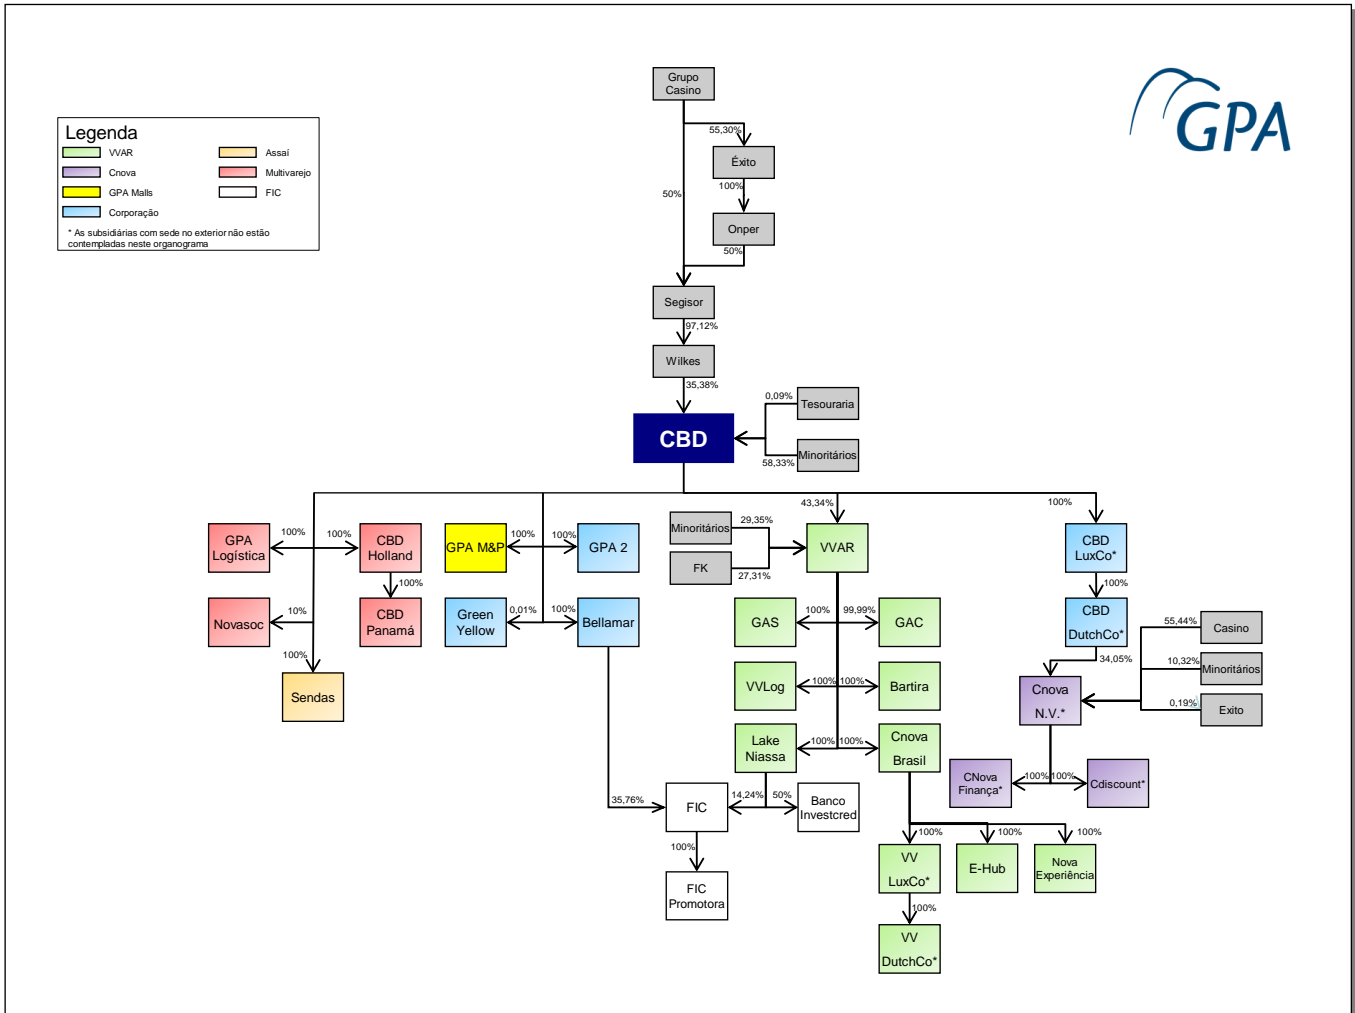 Grupo
Casino
GPA
Legenda
VVAR
Assaí
Cnova
Multivarejo
GPA Malls
FIC
Corporação
* As subsidiárias com sede no exterior não estão
contempladas neste organograma
55,30%
Éxito
50%
100%
Onper
50%
Segisor
97,12%
Wilkes
35,38%
0,09%
Tesouraria
CBD
Minoritários
58,33%
43,34%
100%
GPA
Logística
100%
100%
CBD
Holland
GPA M&P
100%
100%
GPA 2
Minoritários
29,35%
FK
27,31%
VVAR
CBD
LuxCo*
100%
100%
Novasoc
10%
CBD
Panamá
Green
Yellow
0,01%
100%
Bellamar
GAS
100%
99,99%
GAC
CBD
DutchCo*
55,44%
Casino
34,05%
10,32%
Minoritários
100%
Sendas
VVLog
100%
100%
Bartira
Cnova
N.V.*
0,19%
Exito
Lake
Niassa
100%
100%
Cnova
Brasil
CNova
Finança*
100%
100%
Cdiscount*
35,76%
FIC
14,24%
50%
Banco
Investcred
100%
100%
100%
100%
FIC
Promotora
VV
LuxCo*
E-Hub
Nova
Experiência
100%
VV
DutchCo*